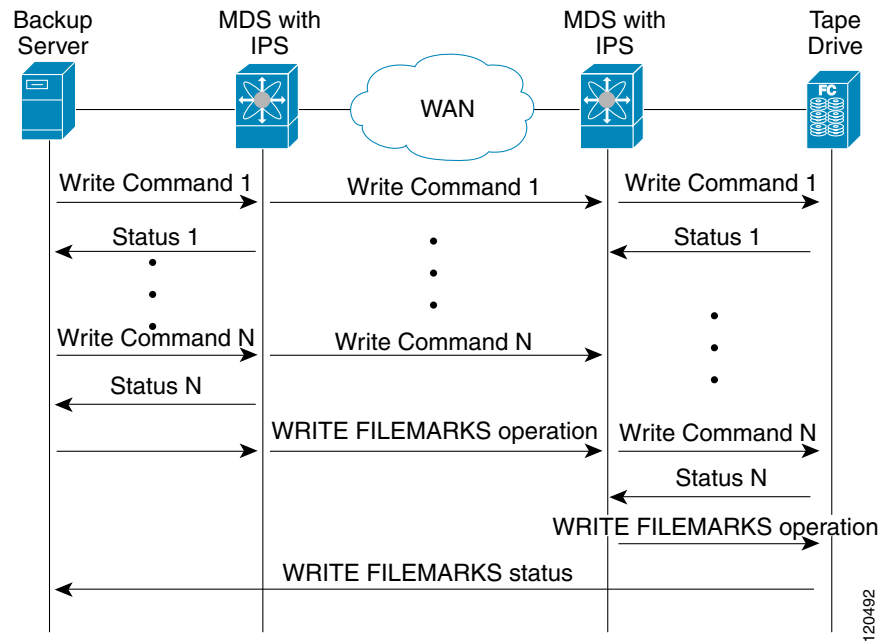 Backup
Server
MDS with
IPS
MDS with
IPS
Tape
Drive
WAN
FC
Write Command 1
Write Command 1
Write Command 1
Status 1
Status 1
Write Command N
Write Command N
Status N
WRITE FILEMARKS operation
Write Command N
Status N
WRITE FILEMARKS operation
WRITE FILEMARKS status
120492